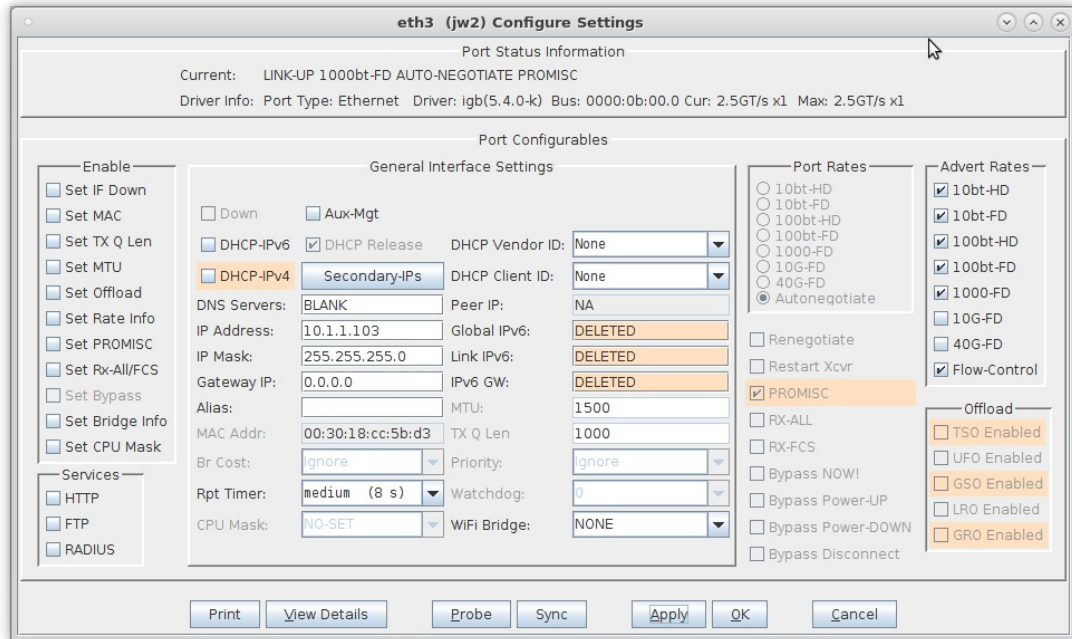 eth3 (jw2) Configure Settings
Port Status Information
Current: LINK-UP 1000bt-FD AUTO-NEGOTIATE PROMISC
Driver Info: Port Type: Ethernet Driver: igb(5.4.0-k) Bus: 0000:0b:00.0 Cur: 2.5GT/s x1 Max: 2.5GT/s x1
Port Configurables
Enable
Set IF Down
Set MAC
Set TX Q Len
Set MTU
Set Offload
Set Rate Info
Set PROMISC
Set Rx-All/FCS
Set Bypass
Set Bridge Info
Set CPU Mask
Services
HTTP
FTP
RADIUS
General Interface Settings
Down Aux-Mgt
DHCP-IPv6 DHCP Release DHCP Vendor ID: None
DHCP-IPv4 Secondary-IPs DHCP Client ID: None
DNS Servers: BLANK Peer IP: NA
IP Address: 10.1.1.103 Global IPv6: DELETED
IP Mask: 255.255.255.0 Link IPv6: DELETED
Gateway IP: 0.0.0.0 IPv6 GW: DELETED
Alias: MTU: 1500
MAC Addr: 00:30:18:cc:5b:d3 TX Q Len 1000
Br Cost: Ignore Priority: Ignore
Rpt Timer: medium (8 s) Watchdog: 0
CPU Mask: NO-SET WiFi Bridge: NONE
Port Rates
10bt-HD
10bt-FD
100bt-HD
100bt-FD
1000-FD
10G-FD
40G-FD
Autonegotiate
Renegotiate
Restart Xcvr
PROMISC
RX-ALL
RX-FCS
Bypass NOW!
Bypass Power-UP
Bypass Power-DOWN
Bypass Disconnect
Advert Rates
10bt-HD
10bt-FD
100bt-HD
100bt-FD
1000-FD
10G-FD
40G-FD
Flow-Control
Offload
TSO Enabled
UFO Enabled
GSO Enabled
LRO Enabled
GRO Enabled
Print View Details Probe Sync Apply OK Cancel